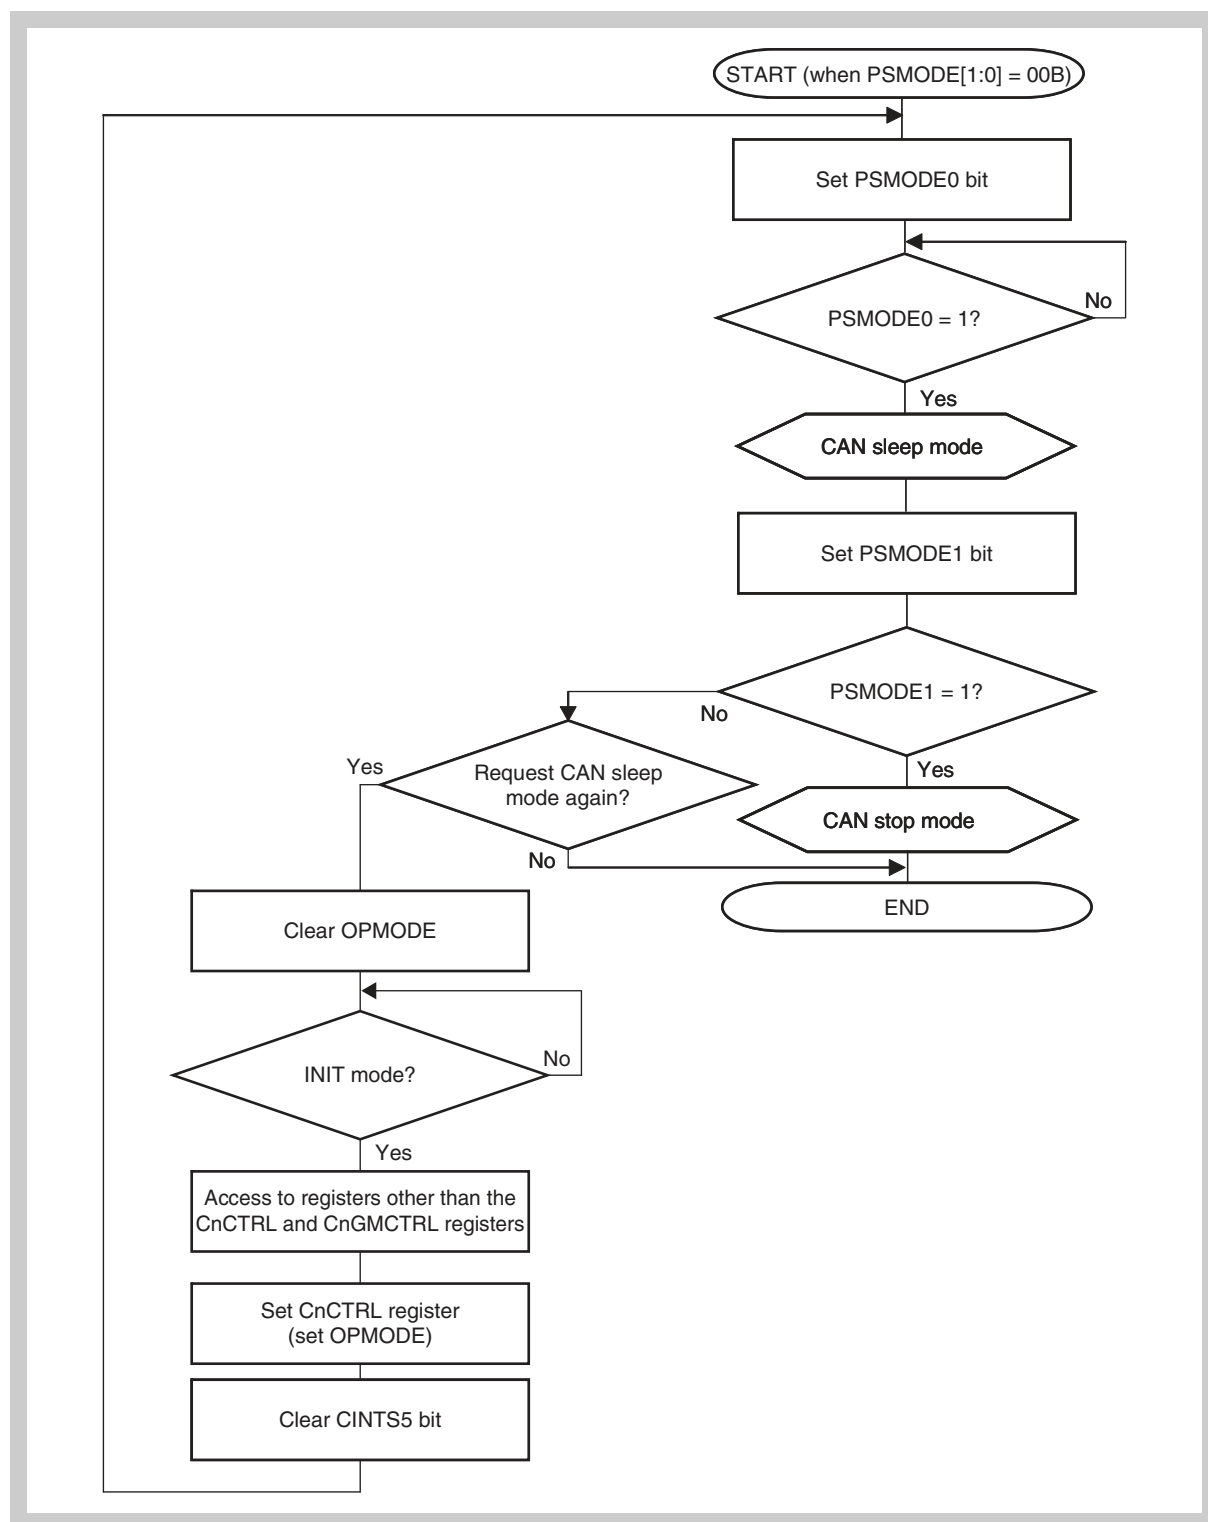 START (when PSMODE[1:0] = 00B)
Set PSMODE0 bit
PSMODE0 = 1?
No
Yes
CAN sleep mode
Set PSMODE1 bit
PSMODE1 = 1?
No
Yes
Request CAN sleep
mode again?
Yes
No
CAN stop mode
END
Clear OPMODE
INIT mode?
No
Yes
Access to registers other than the
CnCTRL and CnGMCTRL registers
Set CnCTRL register
(set OPMODE)
Clear CINTS5 bit